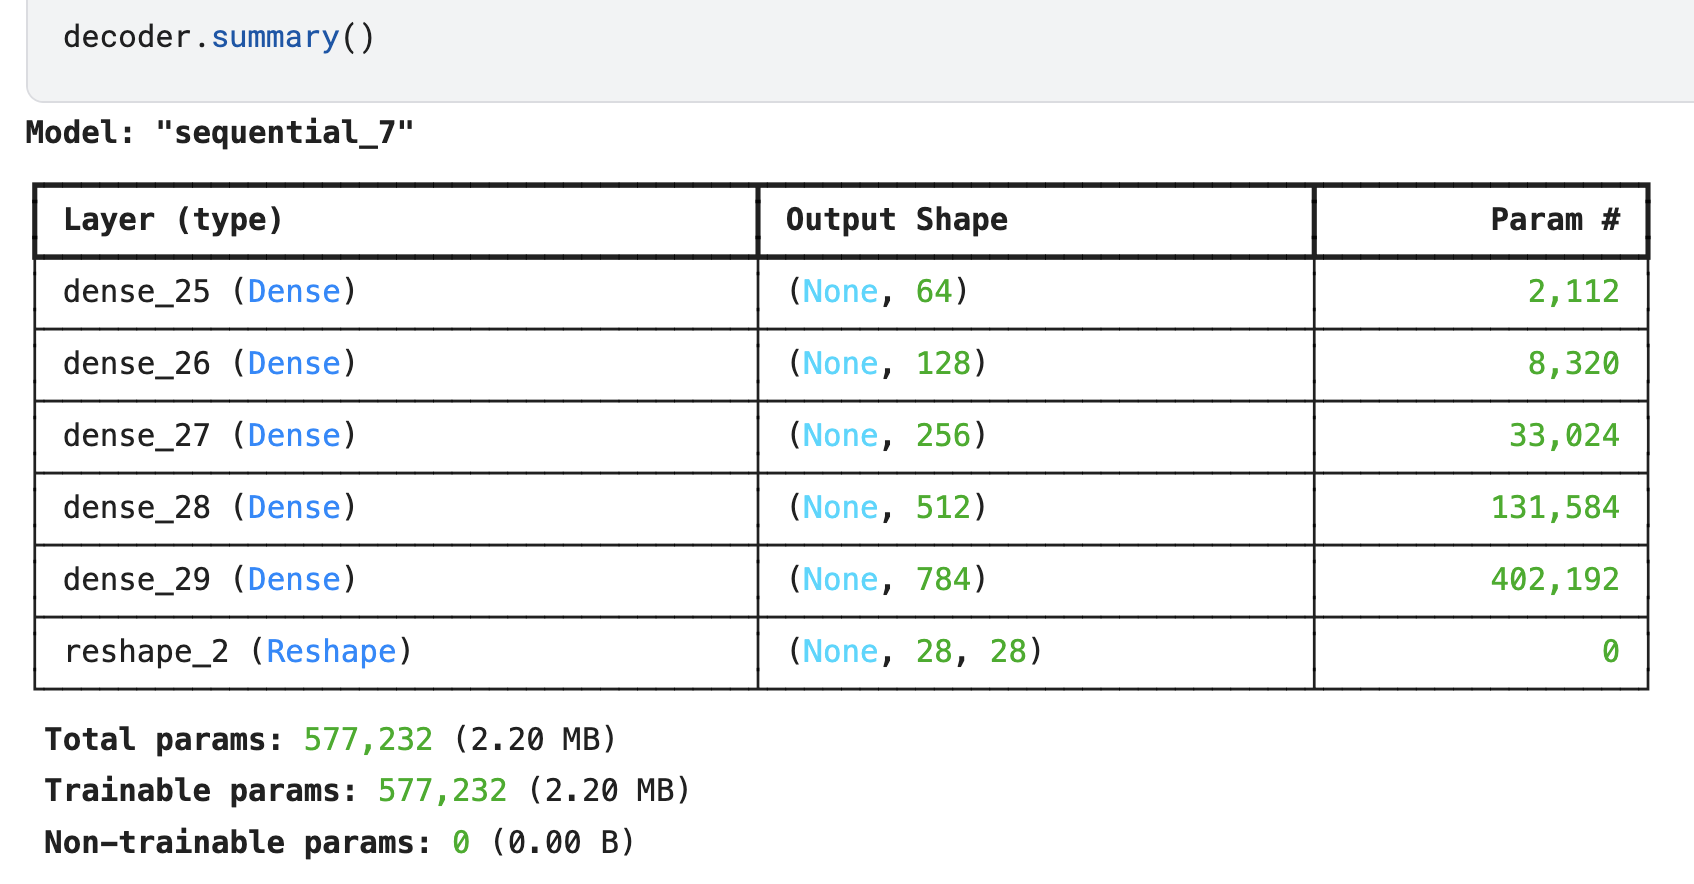 decoder.summary()
Model: "sequential_7"
Layer (type) Output Shape Param #
dense_25 (Dense) (None, 64) 2,112
dense_26 (Dense) (None, 128) 8,320
dense_27 (Dense) (None, 256) 33,024
dense_28 (Dense) (None, 512) 131,584
dense_29 (Dense) (None, 784) 402,192
reshape_2 (Reshape) (None, 28, 28) 0
Total params: 577,232 (2.20 MB)
Trainable params: 577,232 (2.20 MB)
Non-trainable params: 0 (0.00 B)